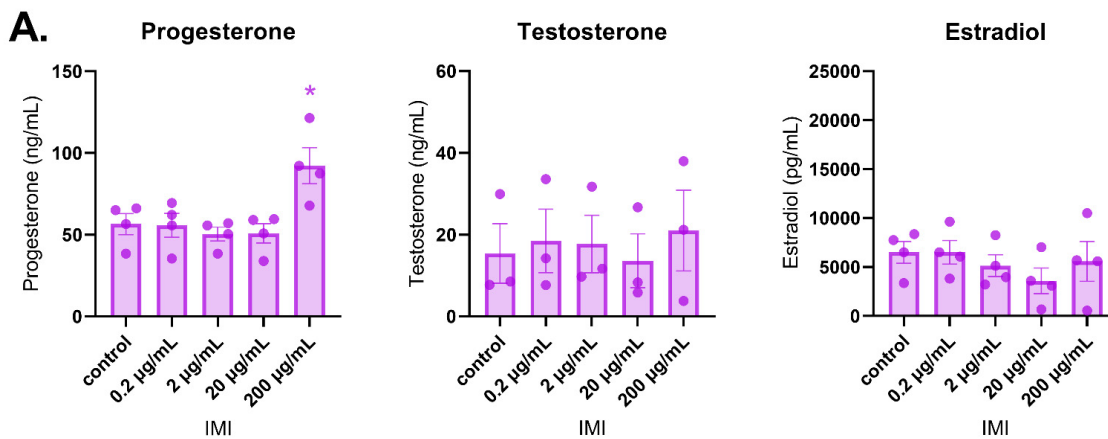 A.
Progesterone
Progesterone (ng/mL)
150
100
50
0
*
control
0.2 µg/mL
2 µg/mL
20 µg/mL
200 µg/mL
IMI
Testosterone
Testosterone (ng/mL)
60
40
20
0
control
0.2 µg/mL
2 µg/mL
20 µg/mL
200 µg/mL
IMI
Estradiol
Estradiol (pg/mL)
25000
20000
15000
10000
5000
0
control
0.2 µg/mL
2 µg/mL
20 µg/mL
200 µg/mL
IMI